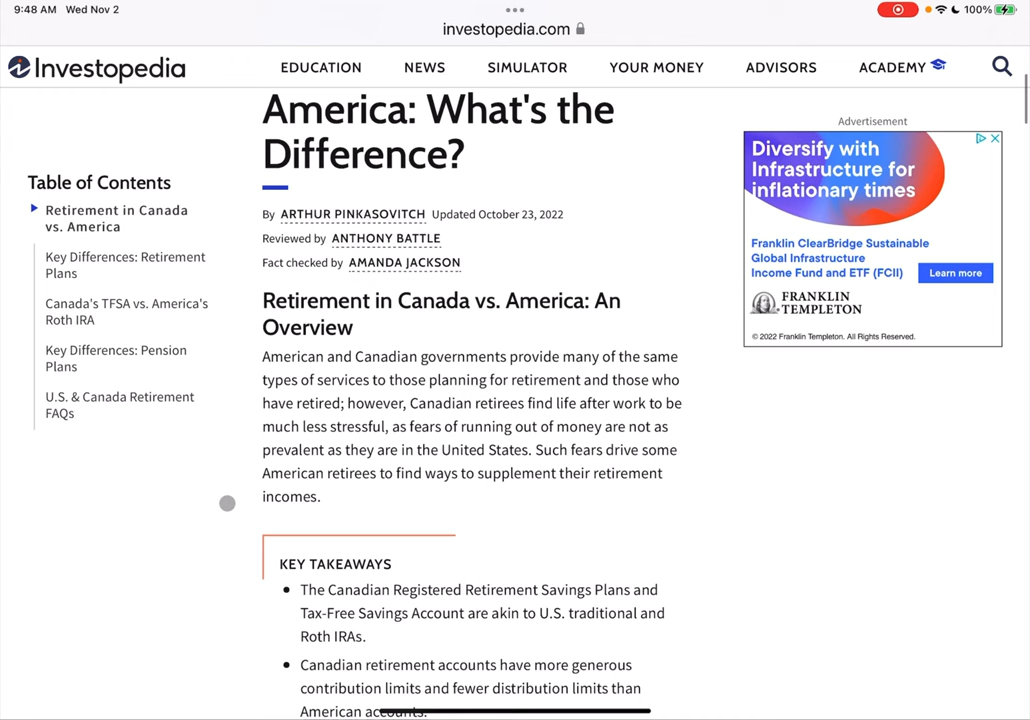 9:48 AM Wed Nov 2
100%
investopedia.com
Investopedia
EDUCATION NEWS SIMULATOR YOUR MONEY ADVISORS ACADEMY
America: What's the
Difference?
By ARTHUR PINKASOVITCH Updated October 23, 2022
Reviewed by ANTHONY BATTLE
Fact checked by AMANDA JACKSON
Table of Contents
Retirement in Canada
vs. America
Key Differences: Retirement
Plans
Canada's TFSA vs. America's
Roth IRA
Key Differences: Pension
Plans
U.S. & Canada Retirement
FAQs
Retirement in Canada vs. America: An
Overview
American and Canadian governments provide many of the same
types of services to those planning for retirement and those who
have retired; however, Canadian retirees find life after work to be
much less stressful, as fears of running out of money are not as
prevalent as they are in the United States. Such fears drive some
American retirees to find ways to supplement their retirement
incomes.
KEY TAKEAWAYS
The Canadian Registered Retirement Savings Plans and
Tax-Free Savings Account are akin to U.S. traditional and
Roth IRAs.
Canadian retirement accounts have more generous
contribution limits and fewer distribution limits than
American accounts.
Advertisement
Diversify with
Infrastructure for
inflationary times
Franklin ClearBridge Sustainable
Global Infrastructure
Income Fund and ETF (FCII)
Learn more
FRANKLIN
TEMPLETON
© 2022 Franklin Templeton. All Rights Reserved.